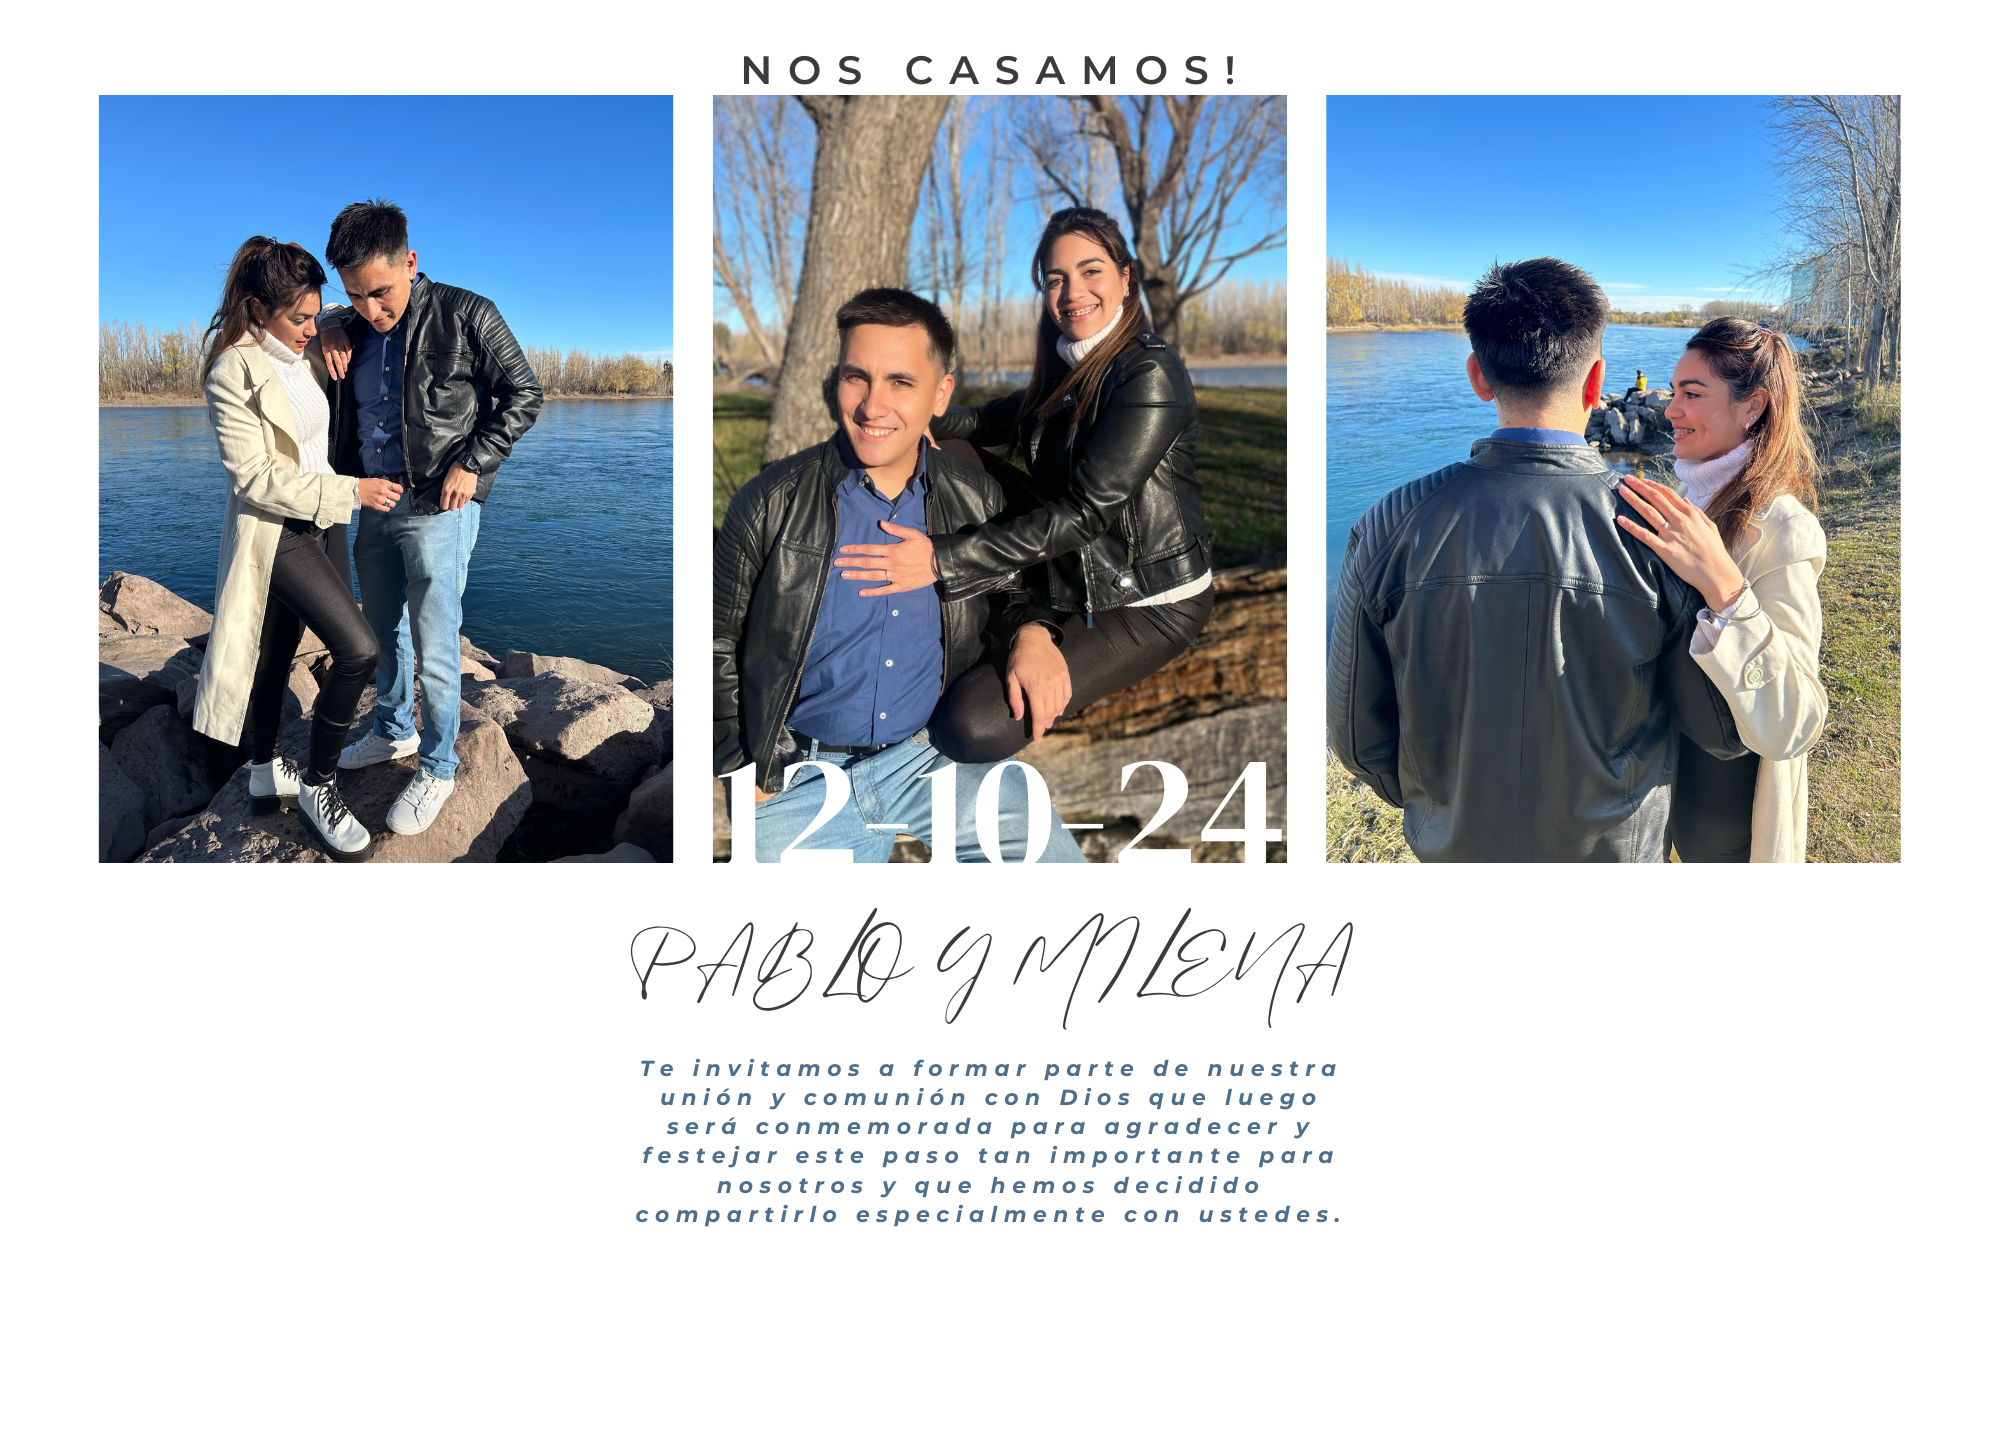 NOS CASAMOS!
12-10-24
PABLO Y MILENA
Te invitamos a formar parte de nuestra
unión y comunión con Dios que luego
será conmemorada para agradecer y
festejar este paso tan importante para
nosotros y que hemos decidido
compartirlo especialmente con ustedes.